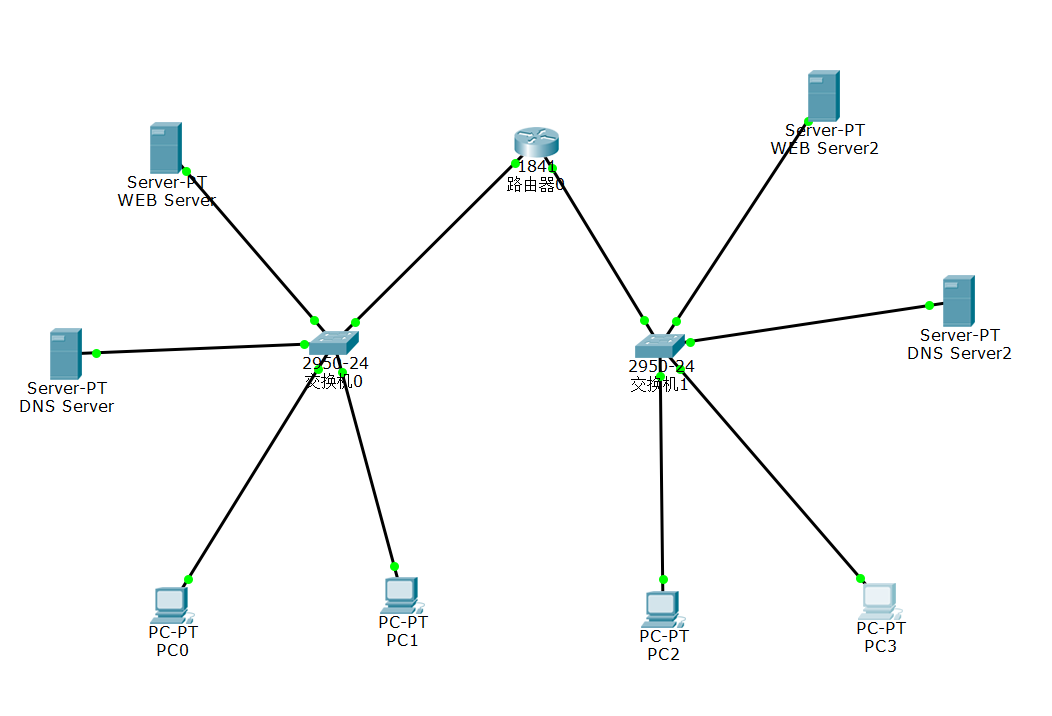 Server-PT
WEB Server2
1841
路由器0
Server-PT
WEB Server
Server-PT
DNS Server2
2950-24
交换机0
2950-24
交换机1
Server-PT
DNS Server
PC-PT
PC0
PC-PT
PC1
PC-PT
PC2
PC-PT
PC3